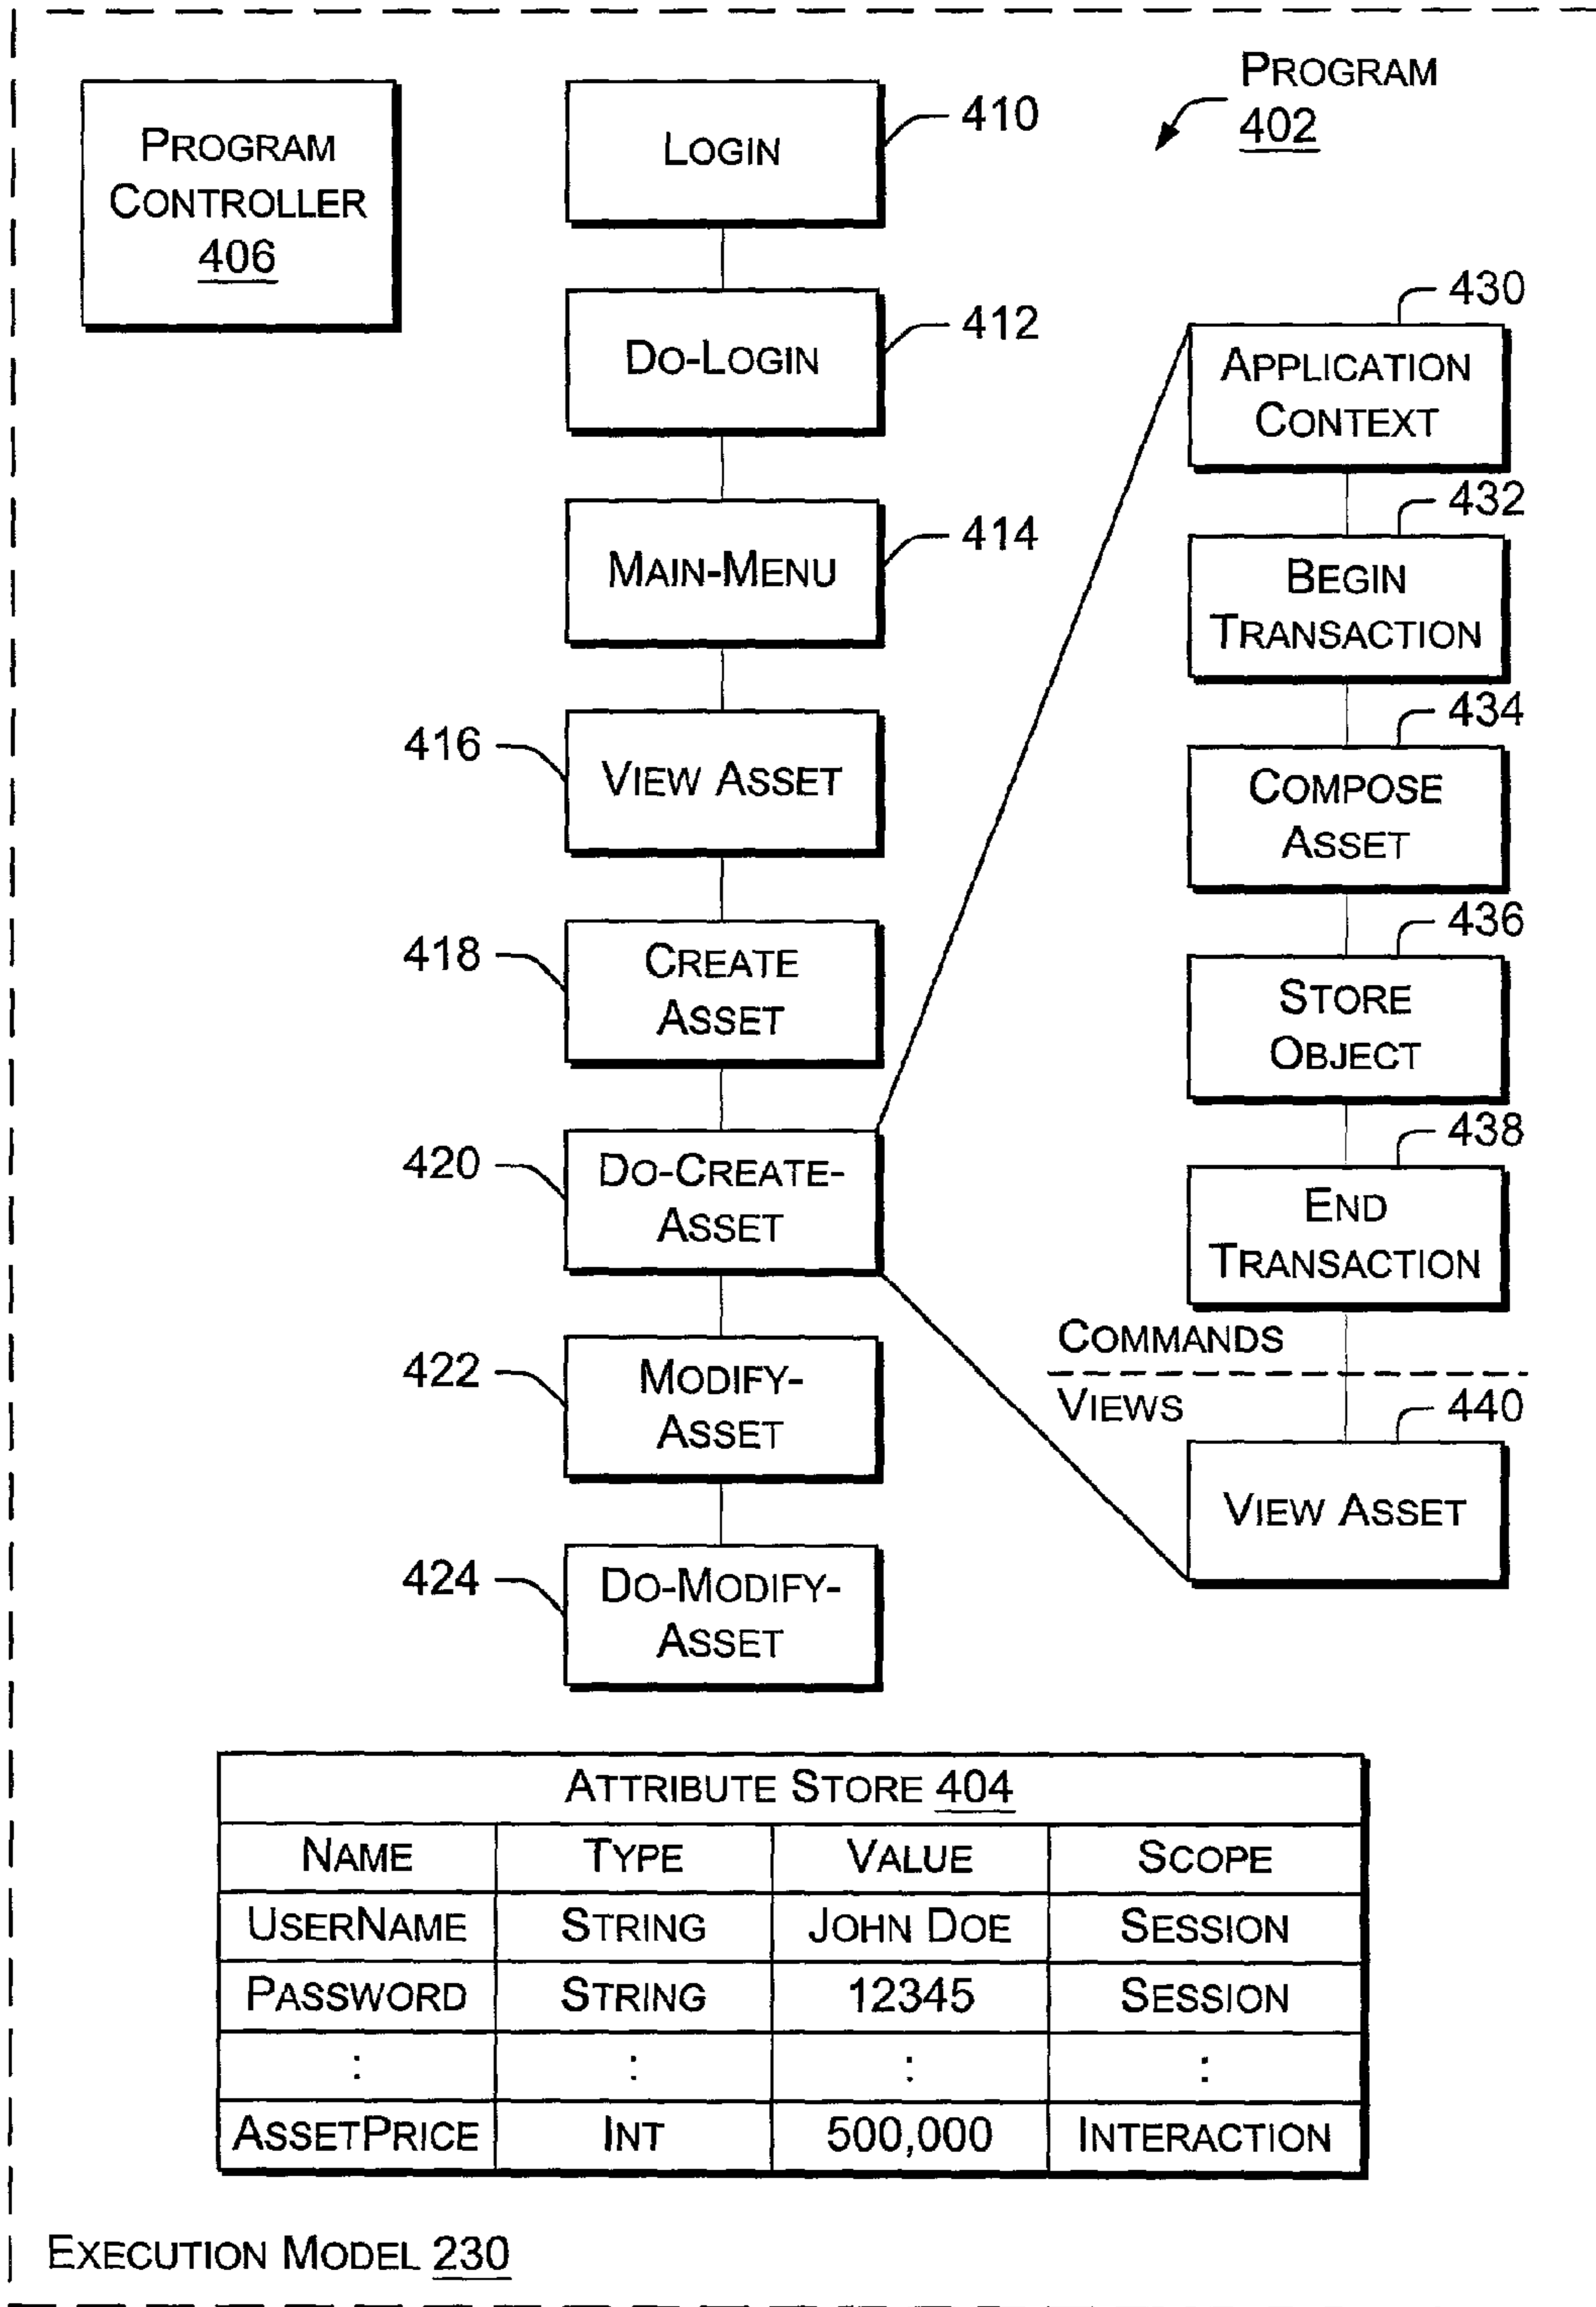 PROGRAM
402
PROGRAM
CONTROLLER
406
LOGIN
410
DO-LOGIN
412
MAIN-MENU
414
416
VIEW ASSET
418
CREATE
ASSET
420
DO-CREATE-
ASSET
422
MODIFY-
ASSET
424
DO-MODIFY-
ASSET
430
APPLICATION
CONTEXT
432
BEGIN
TRANSACTION
434
COMPOSE
ASSET
436
STORE
OBJECT
438
END
TRANSACTION
COMMANDS
VIEWS
440
VIEW ASSET
ATTRIBUTE STORE 404
NAME TYPE VALUE SCOPE
USERNAME STRING JOHN DOE SESSION
PASSWORD STRING 12345 SESSION
: : : :
ASSETPRICE INT 500,000 INTERACTION
EXECUTION MODEL 230